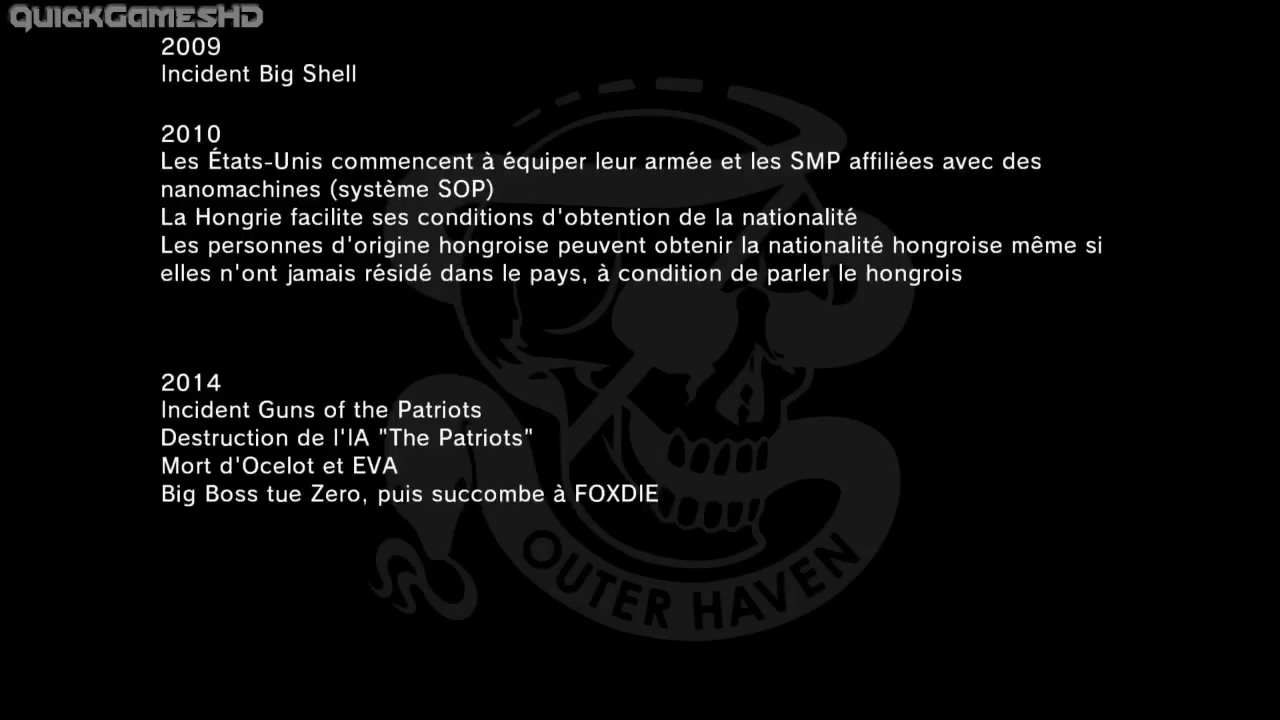 QUICKGAMESHD
2009
Incident Big Shell
2010
Les États-Unis commencent à équiper leur armée et les SMP affiliées avec des
nanomachines (système SOP)
La Hongrie facilite ses conditions d'obtention de la nationalité
Les personnes d'origine hongroise peuvent obtenir la nationalité hongroise même si
elles n'ont jamais résidé dans le pays, à condition de parler le hongrois
2014
Incident Guns of the Patriots
Destruction de l'IA "The Patriots"
Mort d'Ocelot et EVA
Big Boss tue Zero, puis succombe à FOXDIE
OUTER HAVEN